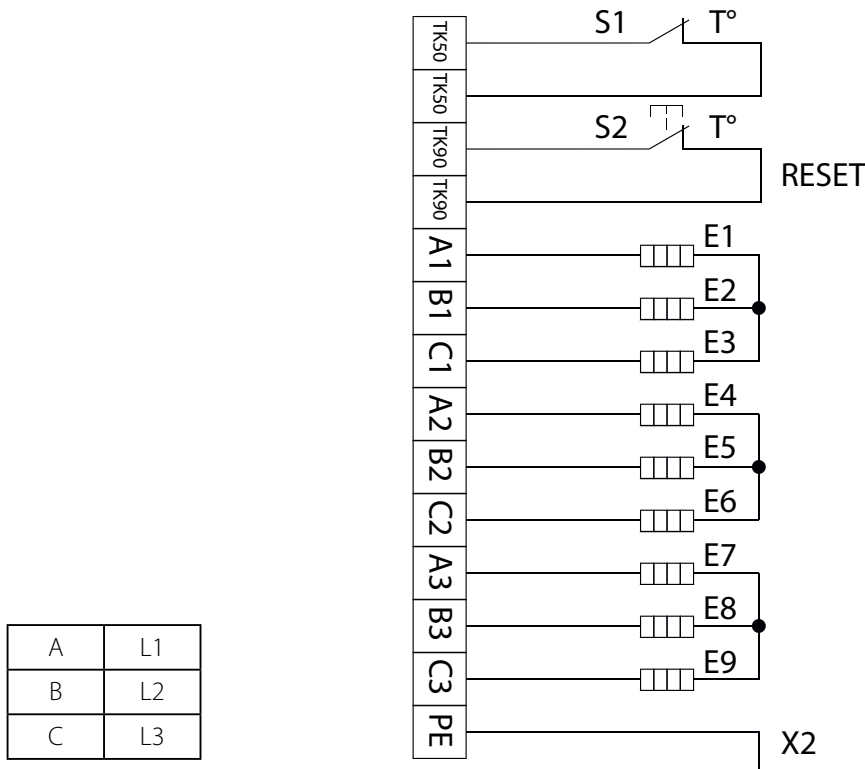 TK50
S1 T°
TK50
TK90
S2 T°
TK90
RESET
A1
E1
B1
E2
C1
E3
A2
E4
B2
E5
C2
E6
A3
E7
B3
E8
C3
E9
PE
X2
A L1
B L2
C L3